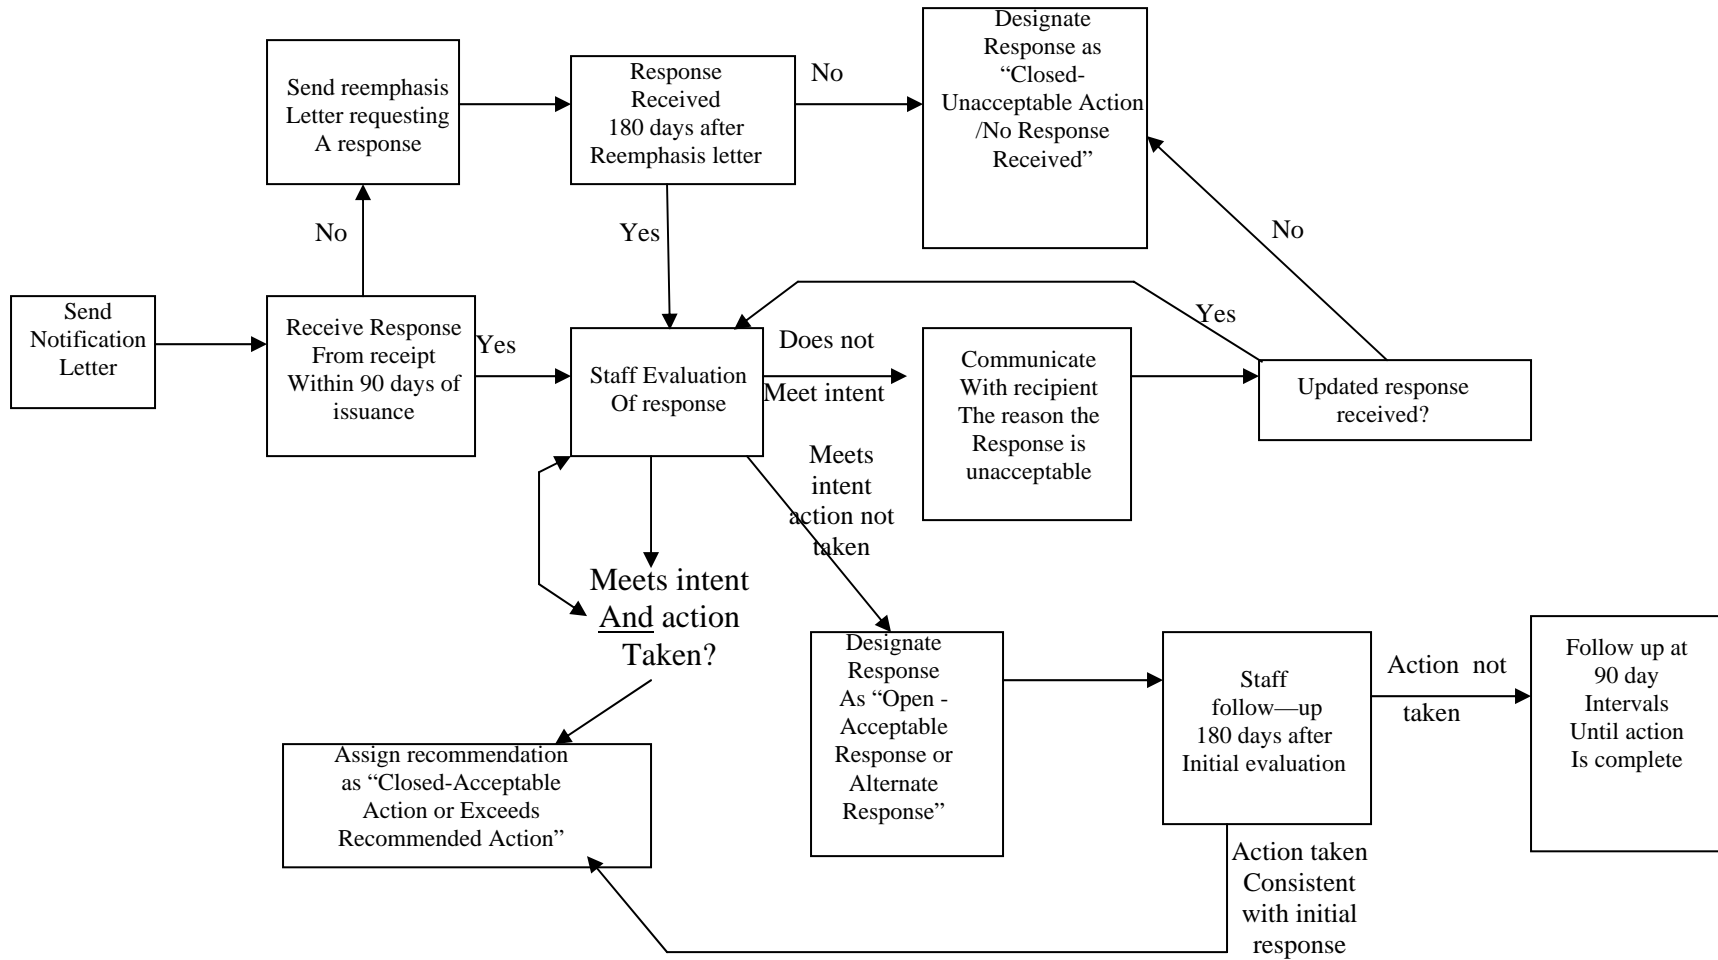 Send reemphasis
Letter requesting
A response
Response
Received
180 days after
Reemphasis letter
No
Designate
Response as
“Closed-
Unacceptable Action
/No Response
Received”
No
Yes
No
Send
Notification
Letter
Receive Response
From receipt
Within 90 days of
issuance
Yes
Staff Evaluation
Of response
Does not
Meet intent
Communicate
With recipient
The reason the
Response is
unacceptable
Yes
Updated response
received?
Meets
intent
action not
taken
Meets intent
And action
Taken?
Assign recommendation
as “Closed-Acceptable
Action or Exceeds
Recommended Action”
Designate
Response
As “Open -
Acceptable
Response or
Alternate
Response”
Staff
follow—up
180 days after
Initial evaluation
Action not
taken
Follow up at
90 day
Intervals
Until action
Is complete
Action taken
Consistent
with initial
response